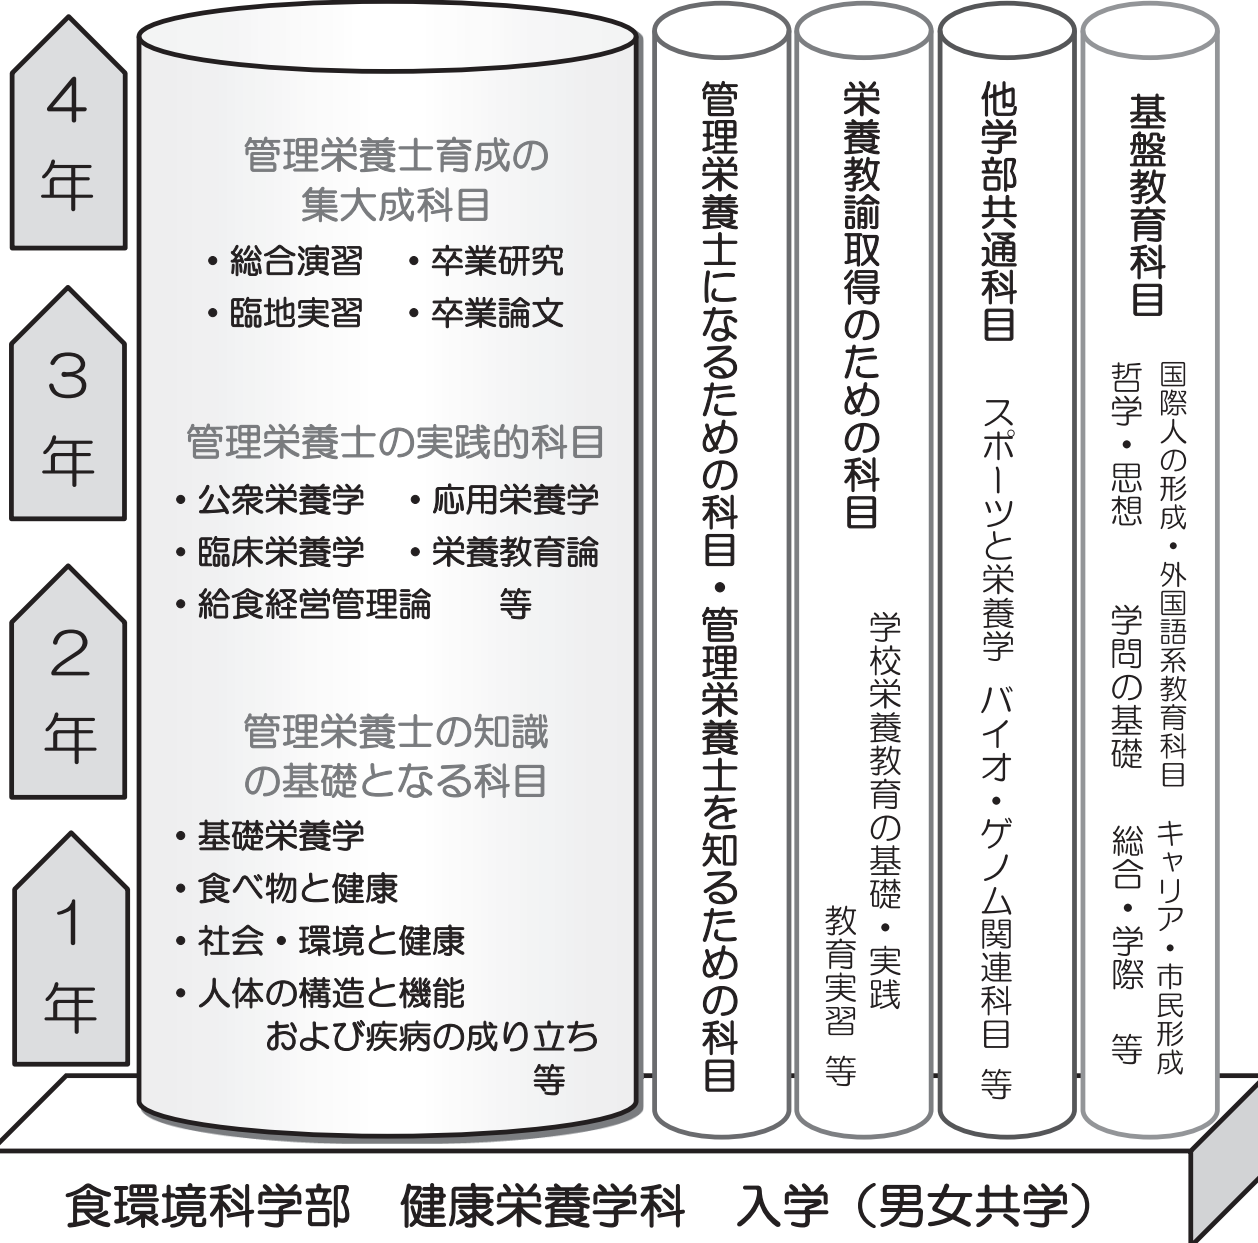 4
年
3
年
2
年
1
年
管理栄養士育成の
集大成科目
・総合演習　・卒業研究
・臨地実習　・卒業論文
管理栄養士の実践的科目
・公衆栄養学　・応用栄養学
・臨床栄養学　・栄養教育論
・給食経営管理論　等
管理栄養士の知識
の基礎となる科目
・基礎栄養学
・食べ物と健康
・社会・環境と健康
・人体の構造と機能
および疾病の成り立ち
等
管理栄養士になるための科目・管理栄養士を知るための科目
栄養教諭取得のための科目
学校栄養教育の基礎・実践
教育実習　等
他学部共通科目　スポーツと栄養学　バイオ・ゲノム関連科目　等
基盤教育科目
国際人の形成・外国語系教育科目　キャリア・市民形成
哲学・思想　学問の基礎　総合・学際　等
食環境科学部　健康栄養学科　入学（男女共学）